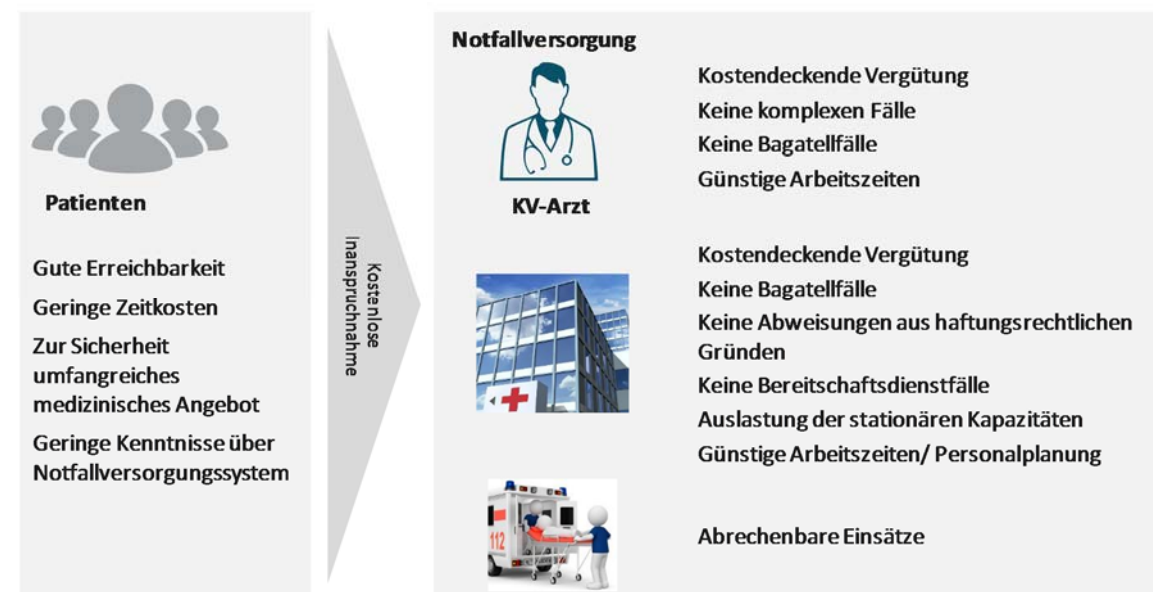 Patienten
Gute Erreichbarkeit
Geringe Zeitkosten
Zur Sicherheit
umfangreiches
medizinisches Angebot
Geringe Kenntnisse über
Notfallversorgungssystem
Kostenlose
Inanspruchnahme
Notfallversorgung
KV-Arzt
Kostendeckende Vergütung
Keine komplexen Fälle
Keine Bagatellfälle
Günstige Arbeitszeiten
Kostendeckende Vergütung
Keine Bagatellfälle
Keine Abweisungen aus haftungsrechtlichen
Gründen
Keine Bereitschaftsdienstfälle
Auslastung der stationären Kapazitäten
Günstige Arbeitszeiten/ Personalplanung
112
Abrechenbare Einsätze